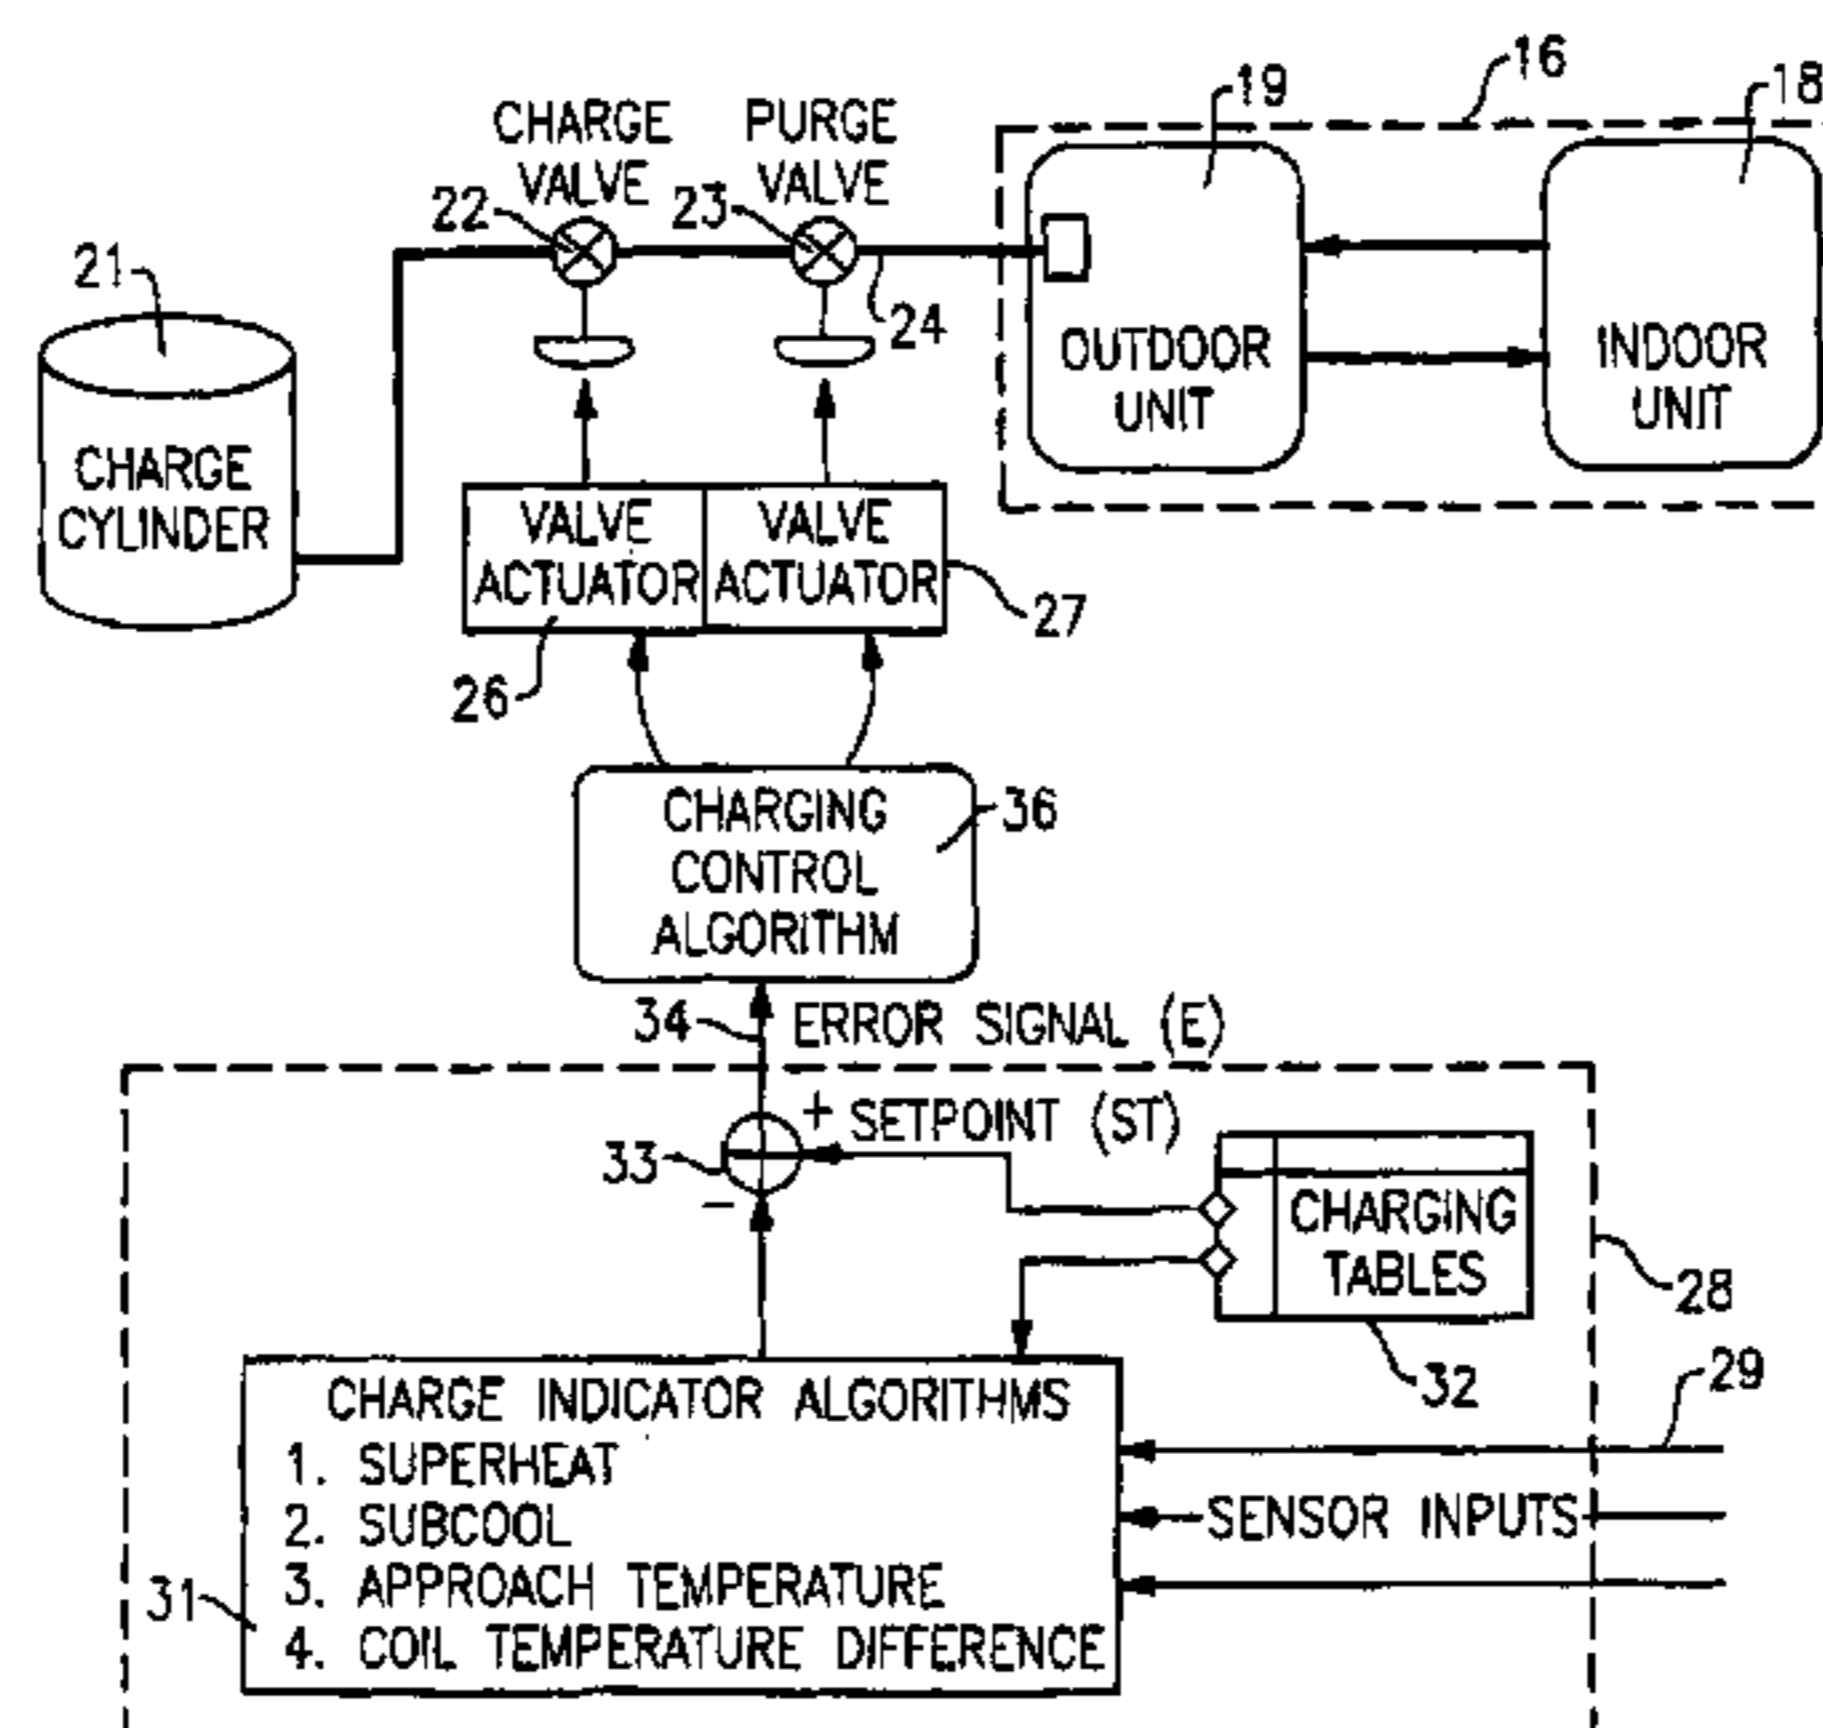 16
19
18
CHARGE
VALVE
PURGE
VALVE
22
23
21
24
OUTDOOR
UNIT
INDOOR
UNIT
CHARGE
CYLINDER
VALVE
ACTUATOR
VALVE
ACTUATOR
27
26
CHARGING
CONTROL
ALGORITHM
36
34
ERROR SIGNAL (E)
+ SETPOINT (ST)
33
−
CHARGING
TABLES
28
32
29
CHARGE INDICATOR ALGORITHMS
1. SUPERHEAT
2. SUBCOOL
3. APPROACH TEMPERATURE
4. COIL TEMPERATURE DIFFERENCE
SENSOR INPUTS
31